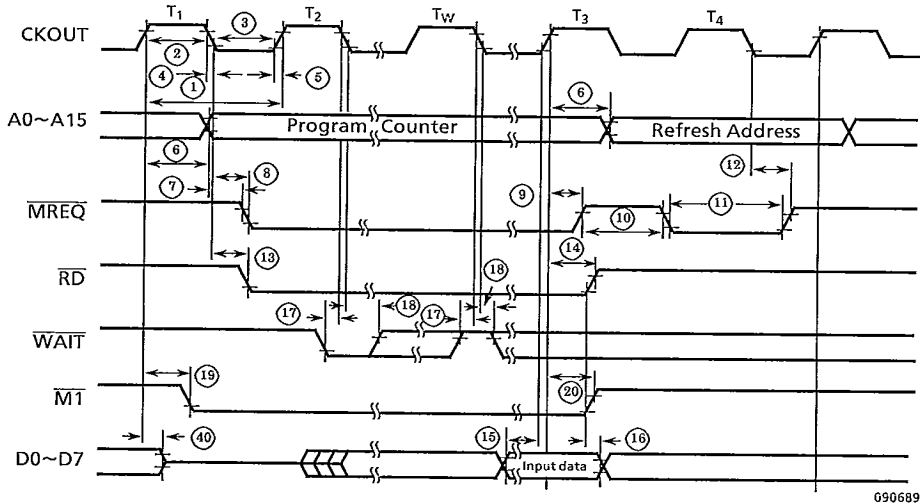 T1 T2 TW T3 T4
CKOUT
③
②
④ ① ⑤
A0~A15 Program Counter ⑥ Refresh Address
⑥
⑦ ⑧ ⑨ ⑩ ⑪ ⑫
MREQ
⑬ ⑭
RD
⑰ ⑱ ⑰ ⑱
WAIT
⑲ ⑳
M1
㊵ ⑮ ⑯
D0~D7 Input data
090689